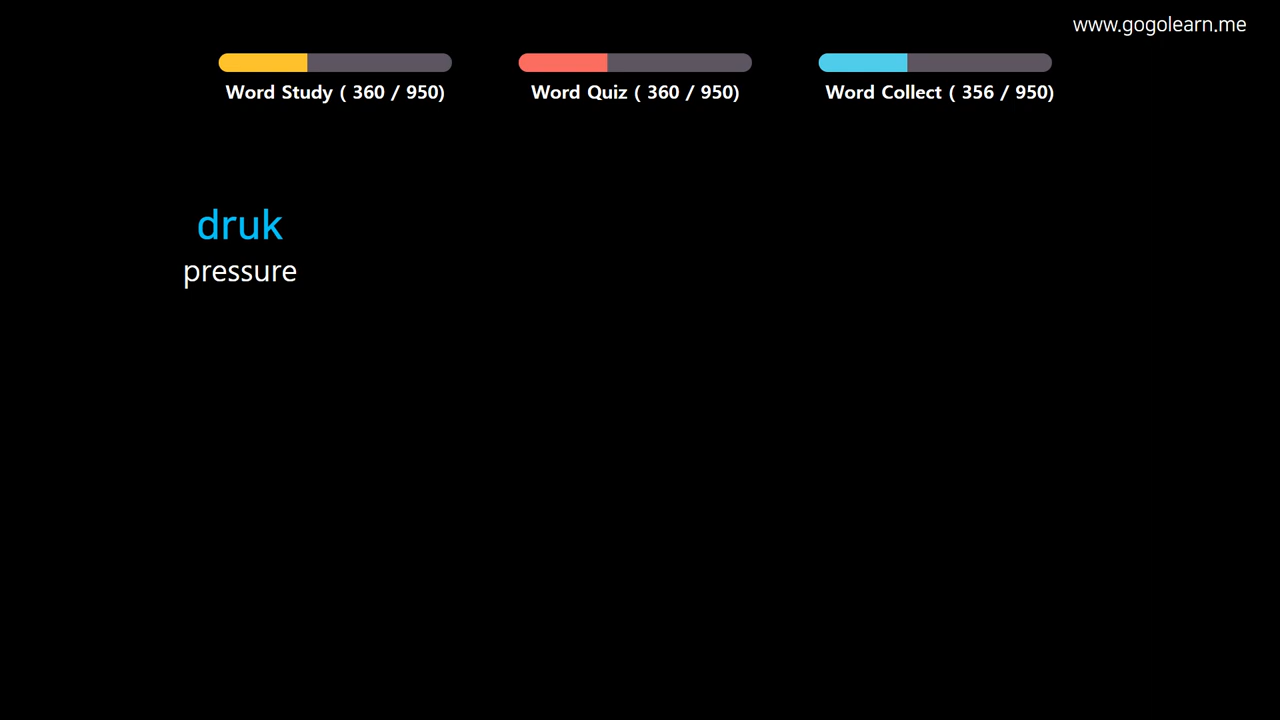 www.gogolearn.me
Word Study ( 360 / 950)
Word Quiz ( 360 / 950)
Word Collect ( 356 / 950)
druk
pressure